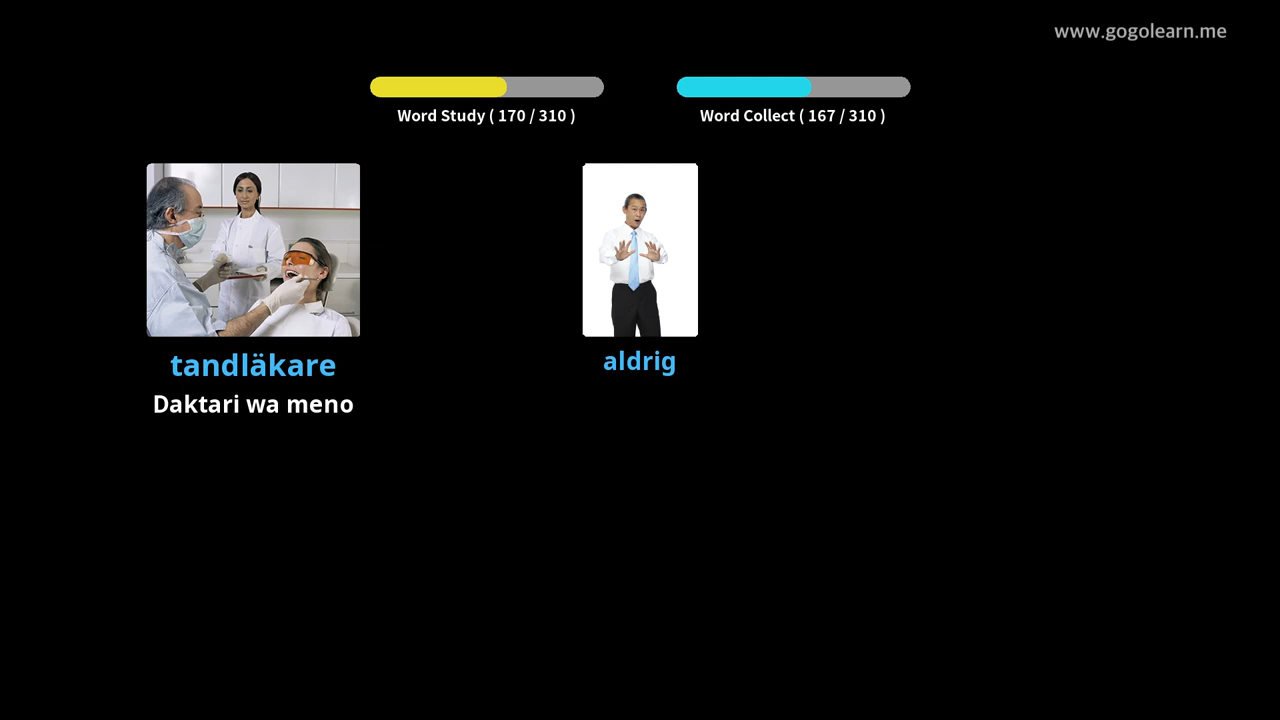 www.gogolearn.me
Word Study ( 170 / 310 )
Word Collect ( 167 / 310 )
tandläkare
Daktari wa meno
aldrig